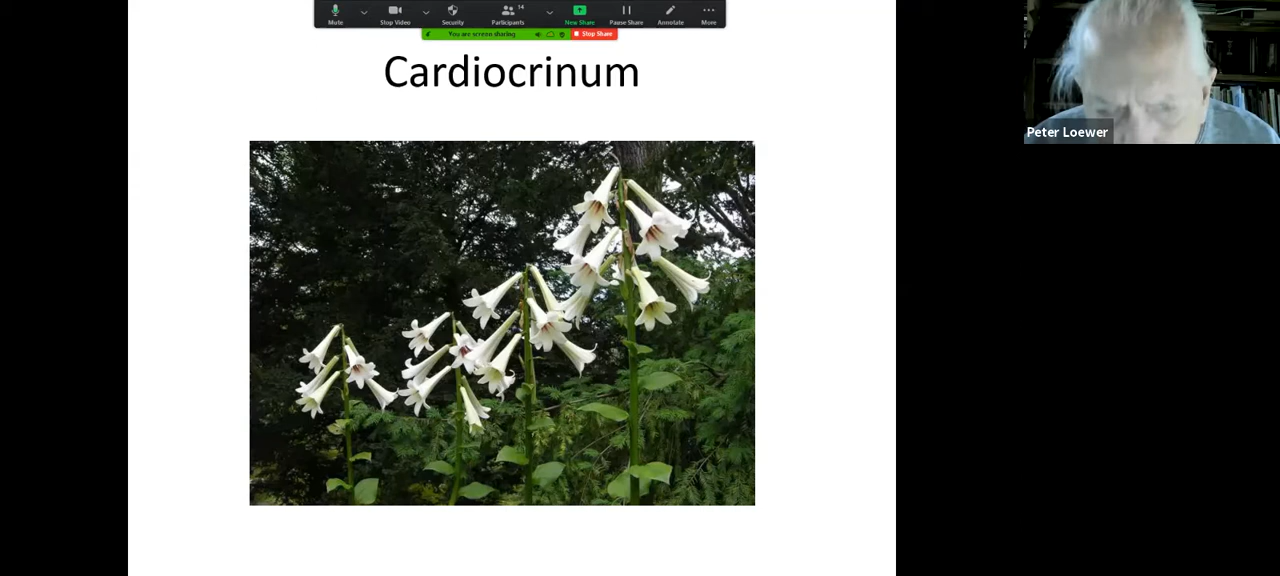 14
Mute
Stop Video
Security
Participants
New Share
Pause Share
Annotate
More
You are screen sharing
Stop Share
Cardiocrinum
Peter Loewer